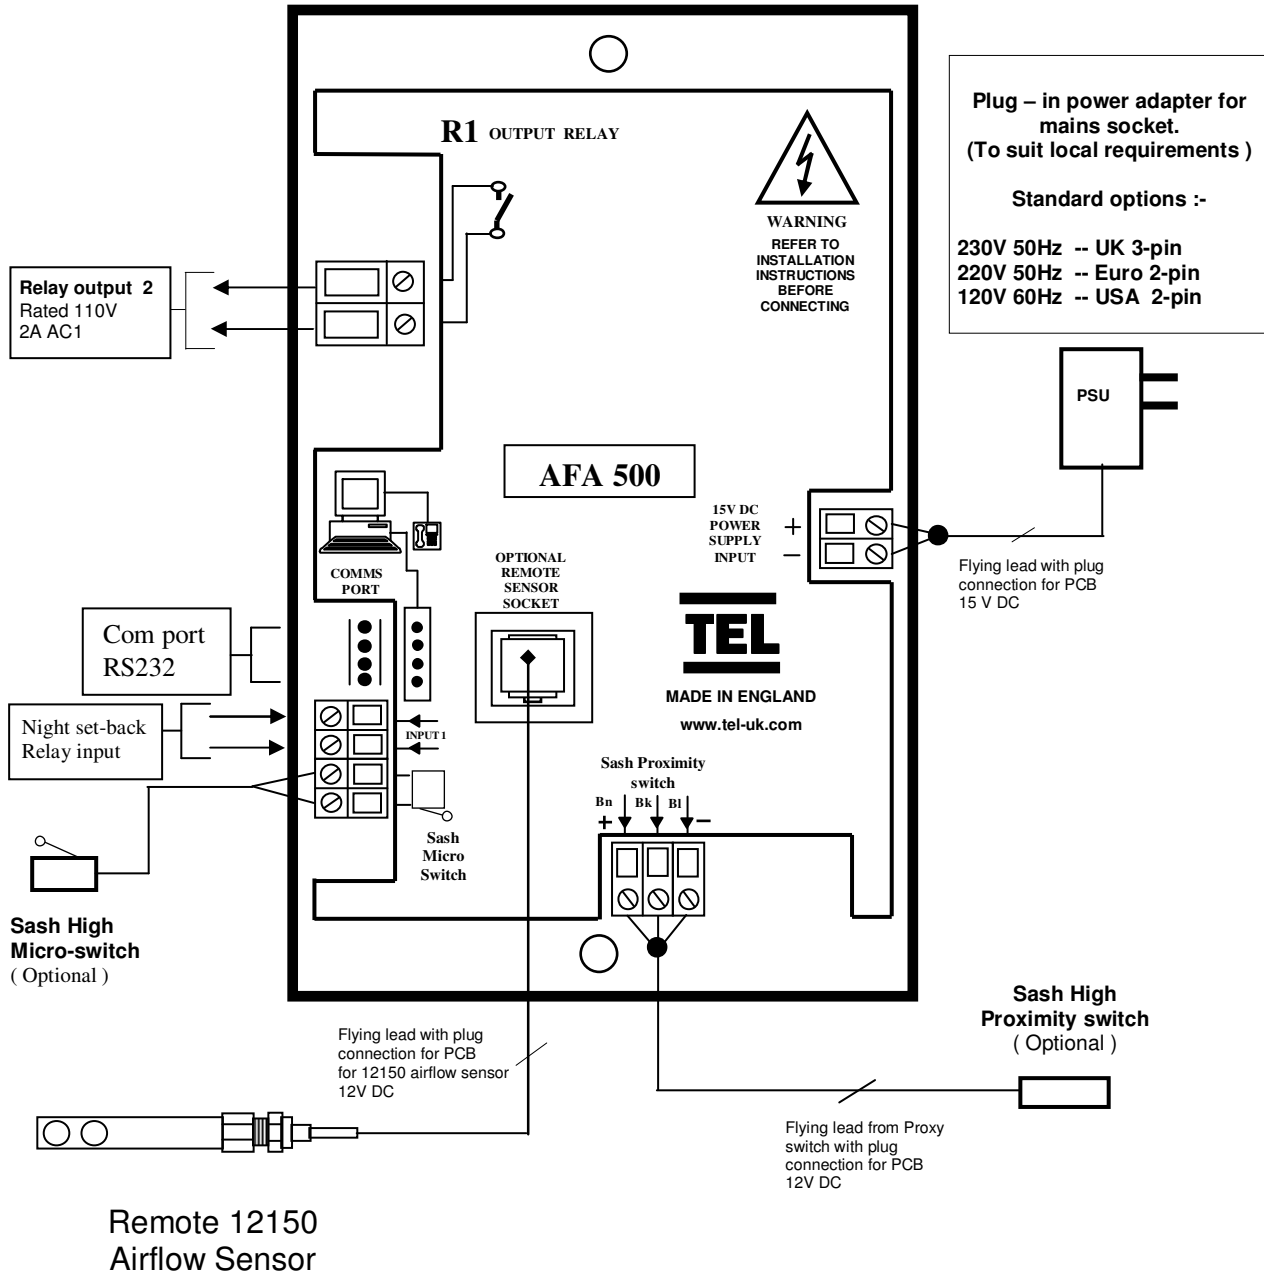 R1 OUTPUT RELAY
WARNING
REFER TO
INSTALLATION
INSTRUCTIONS
BEFORE
CONNECTING
Plug – in power adapter for
mains socket.
(To suit local requirements )
Standard options :-
230V 50Hz -- UK 3-pin
220V 50Hz -- Euro 2-pin
120V 60Hz -- USA 2-pin
Relay output 2
Rated 110V
2A AC1
PSU
AFA 500
15V DC
POWER
SUPPLY
INPUT
+
–
Flying lead with plug
connection for PCB
15 V DC
COMMS
PORT
OPTIONAL
REMOTE
SENSOR
SOCKET
TEL
MADE IN ENGLAND
www.tel-uk.com
Com port
RS232
Night set-back
Relay input
INPUT 1
Sash
Micro
Switch
Sash Proximity
switch
Bn Bk Bl
+ –
Sash High
Micro-switch
( Optional )
Sash High
Proximity switch
( Optional )
Flying lead with plug
connection for PCB
for 12150 airflow sensor
12V DC
Flying lead from Proxy
switch with plug
connection for PCB
12V DC
Remote 12150
Airflow Sensor